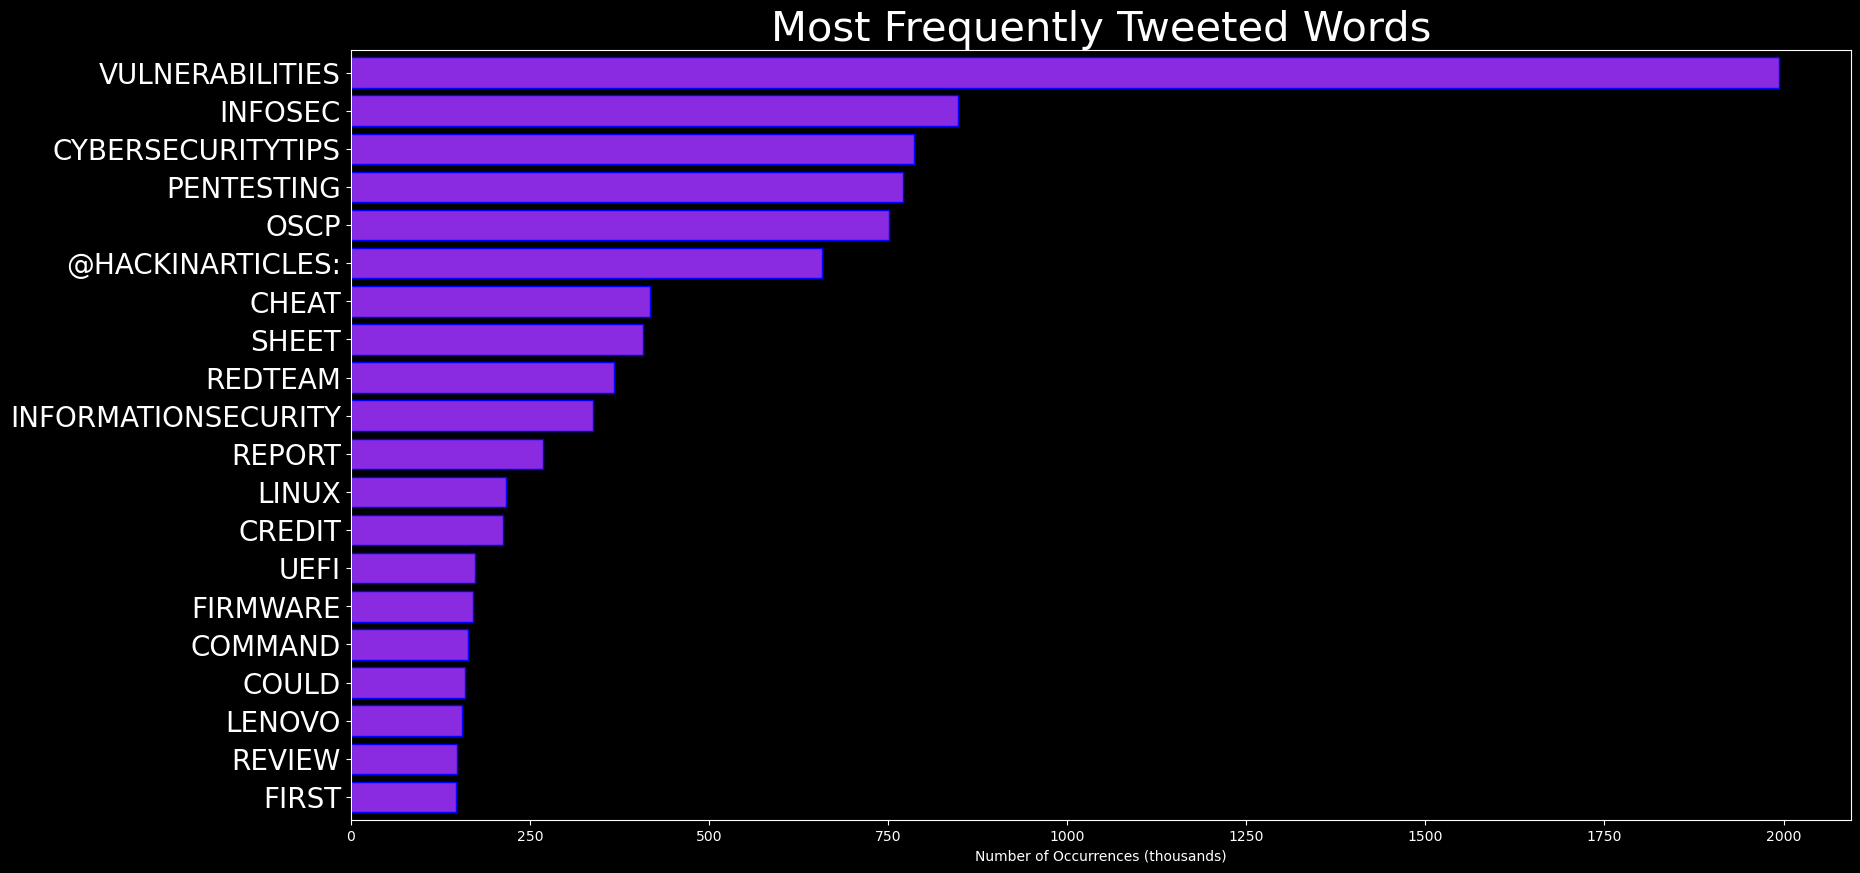 Most Frequently Tweeted Words
VULNERABILITIES
INFOSEC
CYBERSECURITYTIPS
PENTESTING
OSCP
@HACKINARTICLES:
CHEAT
SHEET
REDTEAM
INFORMATIONSECURITY
REPORT
LINUX
CREDIT
UEFI
FIRMWARE
COMMAND
COULD
LENOVO
REVIEW
FIRST
0 250 500 750 1000 1250 1500 1750 2000
Number of Occurrences (thousands)